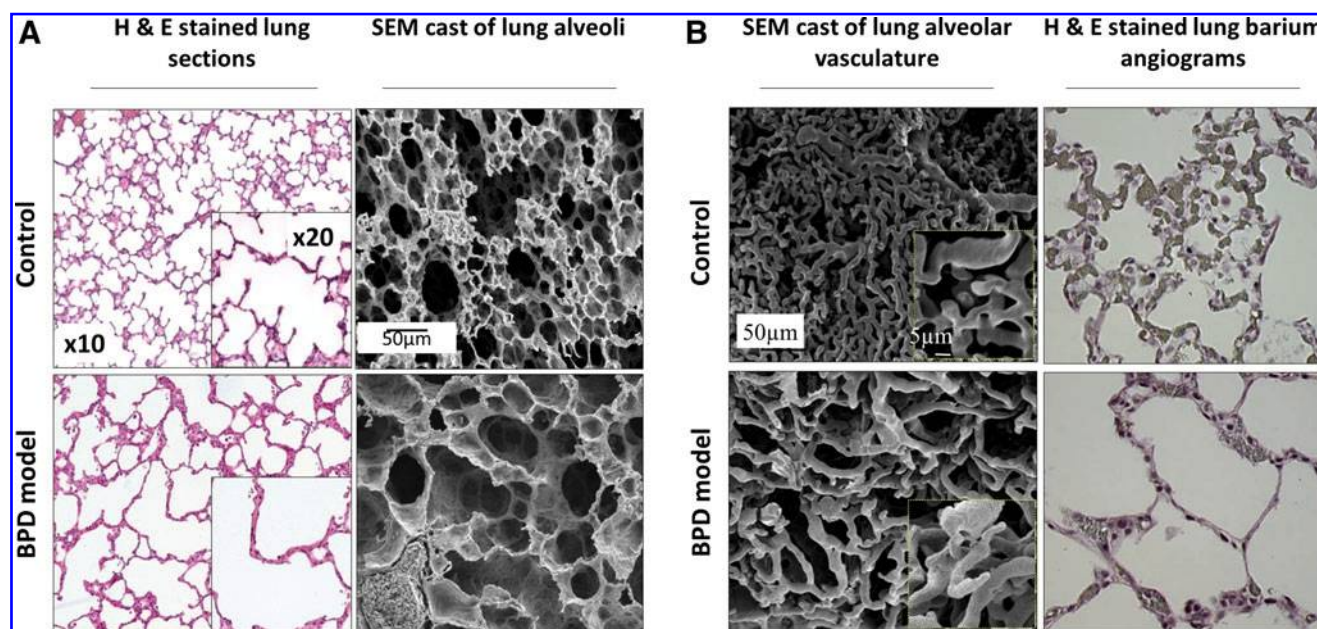 A
H & E stained lung
sections
SEM cast of lung alveoli
Control
x20
x10
50µm
BPD model
B
SEM cast of lung alveolar
vasculature
H & E stained lung barium
angiograms
Control
50µm
5µm
BPD model